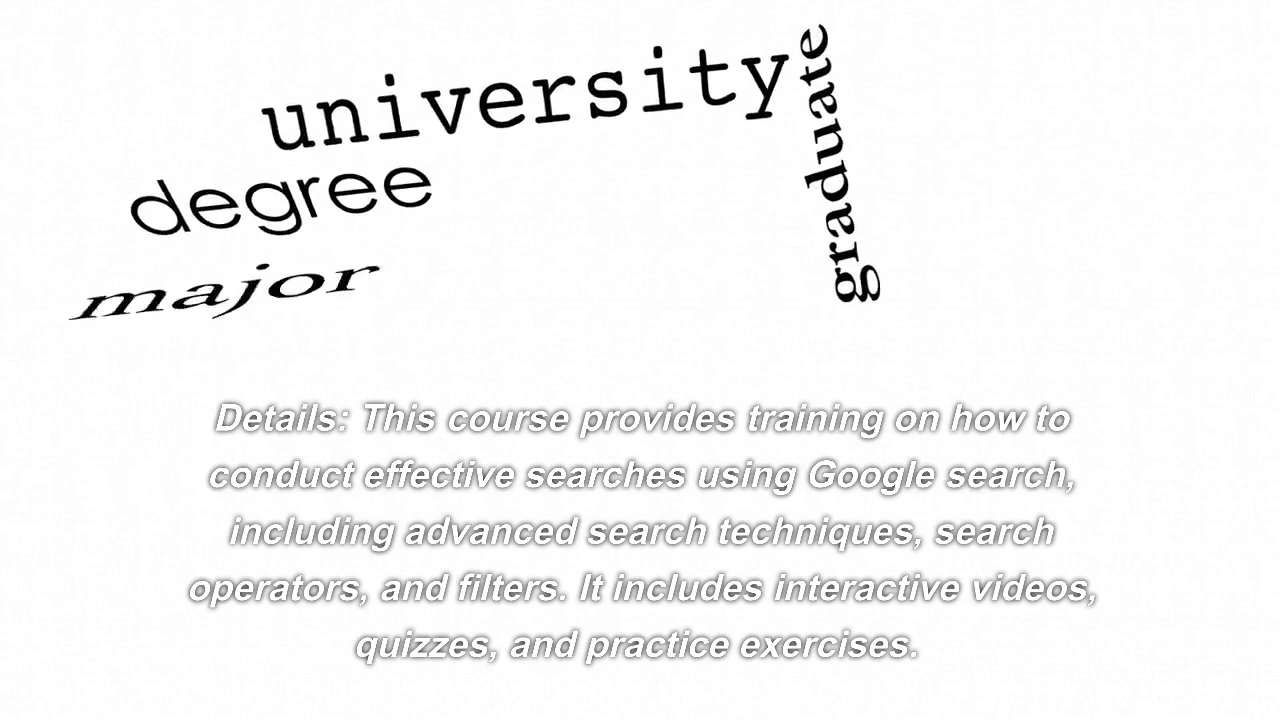 university
graduate
degree
major
Details: This course provides training on how to
conduct effective searches using Google search,
including advanced search techniques, search
operators, and filters. It includes interactive videos,
quizzes, and practice exercises.